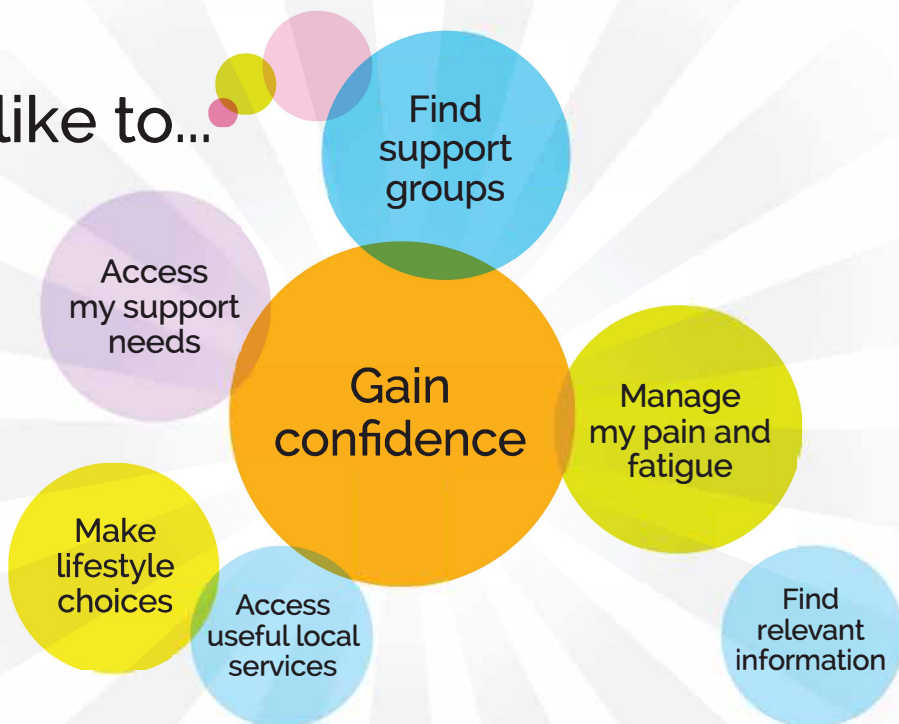 like to...
Find
support
groups
Access
my support
needs
Gain
confidence
Manage
my pain and
fatigue
Make
lifestyle
choices
Access
useful local
services
Find
relevant
information